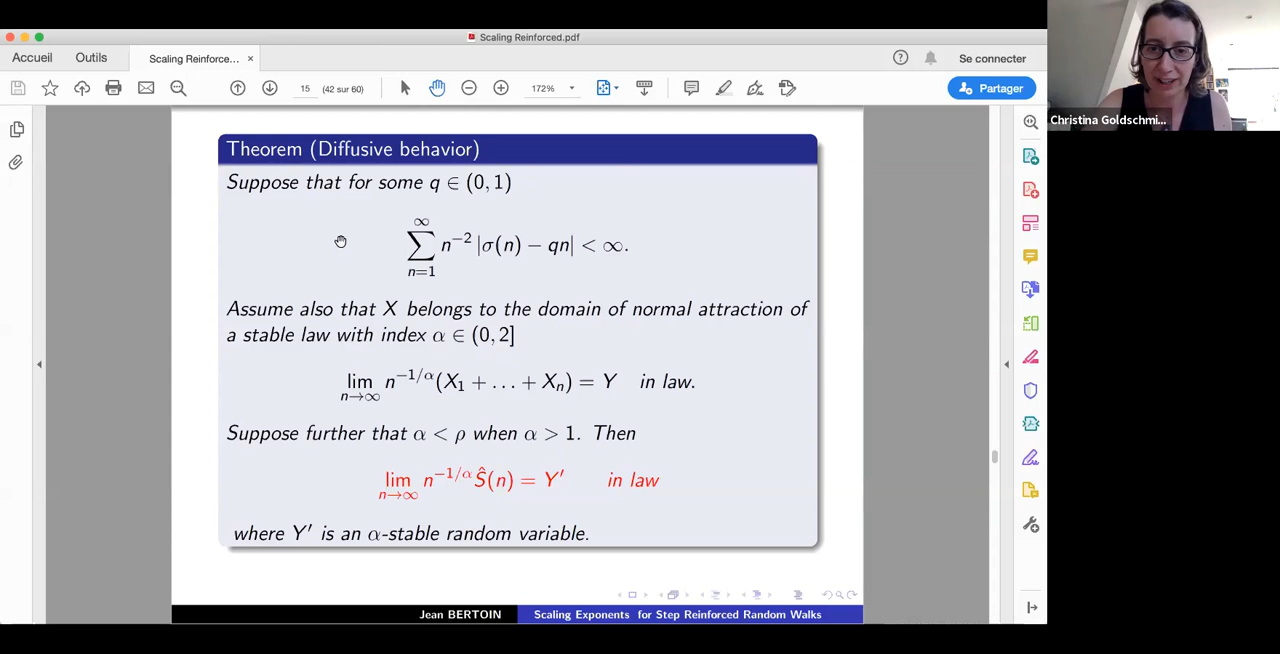 Scaling Reinforced.pdf
Accueil
Outils
Scaling Reinforce... ×
Se connecter
15 (42 sur 60)
172%
Partager
Christina Goldschmi...
Theorem (Diffusive behavior)
Suppose that for some q ∈ (0, 1)
∑_{n=1}^{∞} n^{−2} |σ(n) − qn| < ∞.
Assume also that X belongs to the domain of normal attraction of
a stable law with index α ∈ (0, 2]
lim_{n→∞} n^{−1/α}(X₁ + … + Xₙ) = Y in law.
Suppose further that α < ρ when α > 1. Then
lim_{n→∞} n^{−1/α} Ŝ(n) = Y′ in law
where Y′ is an α-stable random variable.
Jean BERTOIN
Scaling Exponents for Step Reinforced Random Walks